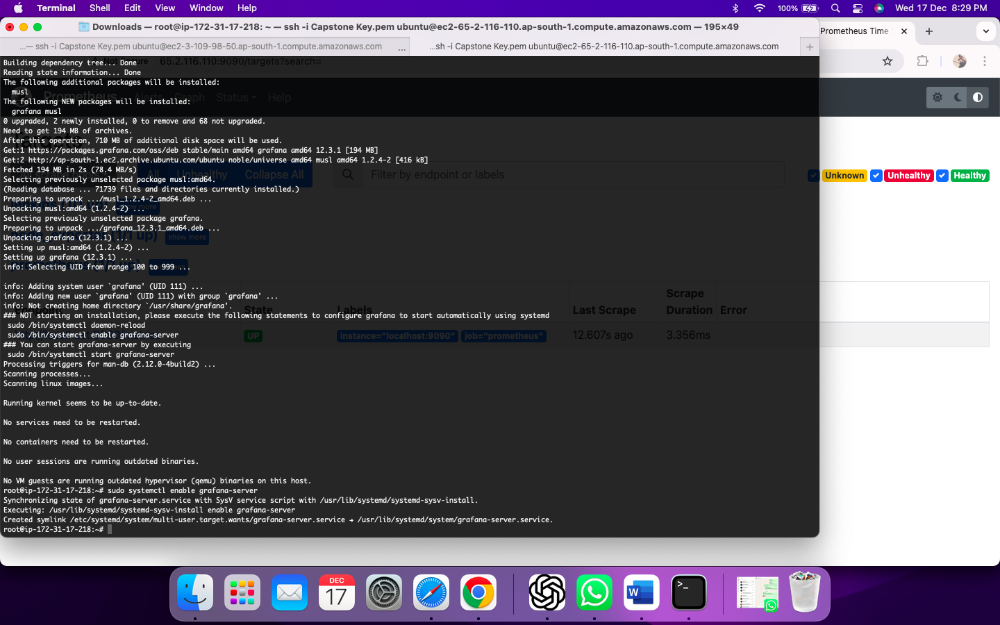 Terminal Shell Edit View Window Help 100% Wed 17 Dec 8:29 PM
Downloads — root@ip-172-31-17-218: ~ — ssh -i Capstone Key.pem ubuntu@ec2-65-2-116-110.ap-south-1.compute.amazonaws.com — 195×49
Prometheus Time
...— ssh -i Capstone Key.pem ubuntu@ec2-3-109-98-50.ap-south-1.compute.amazonaws.com ...
...sh -i Capstone Key.pem ubuntu@ec2-65-2-116-110.ap-south-1.compute.amazonaws.com
65.2.116.110:9090/targets?search=
Building dependency tree... Done
Reading state information... Done
The following additional packages will be installed:
musl
Prometheus Alerts Graph Status Help
The following NEW packages will be installed:
grafana musl
0 upgraded, 2 newly installed, 0 to remove and 68 not upgraded.
Need to get 194 MB of archives.
After this operation, 710 MB of additional disk space will be used.
Targets
Get:1 https://packages.grafana.com/oss/deb stable/main amd64 grafana amd64 12.3.1 [194 MB]
Get:2 http://ap-south-1.ec2.archive.ubuntu.com/ubuntu noble/universe amd64 musl amd64 1.2.4-2 [416 kB]
Fetched 194 MB in 2s (78.4 MB/s)
All Unhealthy Collapse All
Filter by endpoint or labels
Unknown Unhealthy Healthy
Selecting previously unselected package musl:amd64.
(Reading database ... 71739 files and directories currently installed.)
Preparing to unpack .../musl_1.2.4-2_amd64.deb ...
Unpacking musl:amd64 (1.2.4-2) ...
Selecting previously unselected package grafana.
Preparing to unpack .../grafana_12.3.1_amd64.deb ...
(1/1 up) show more
Unpacking grafana (12.3.1) ...
Setting up musl:amd64 (1.2.4-2) ...
Setting up grafana (12.3.1) ...
info: Selecting UID from range 100 to 999 ...
info: Adding system user `grafana' (UID 111) ...
info: Adding new user `grafana' (UID 111) with group `grafana' ...
info: Not creating home directory `/usr/share/grafana'.
Endpoint State Labels Last Scrape Scrape Duration Error
### NOT starting on installation, please execute the following statements to configure grafana to start automatically using systemd
sudo /bin/systemctl daemon-reload
sudo /bin/systemctl enable grafana-server
UP instance="localhost:9090" job="prometheus" 12.607s ago 3.356ms
### You can start grafana-server by executing
sudo /bin/systemctl start grafana-server
Processing triggers for man-db (2.12.0-4build2) ...
Scanning processes...
Scanning linux images...
Running kernel seems to be up-to-date.
No services need to be restarted.
No containers need to be restarted.
No user sessions are running outdated binaries.
No VM guests are running outdated hypervisor (qemu) binaries on this host.
root@ip-172-31-17-218:~# sudo systemctl enable grafana-server
Synchronizing state of grafana-server.service with SysV service script with /usr/lib/systemd/systemd-sysv-install.
Executing: /usr/lib/systemd/systemd-sysv-install enable grafana-server
Created symlink /etc/systemd/system/multi-user.target.wants/grafana-server.service → /usr/lib/systemd/system/grafana-server.service.
root@ip-172-31-17-218:~#
DEC
17
W
>_